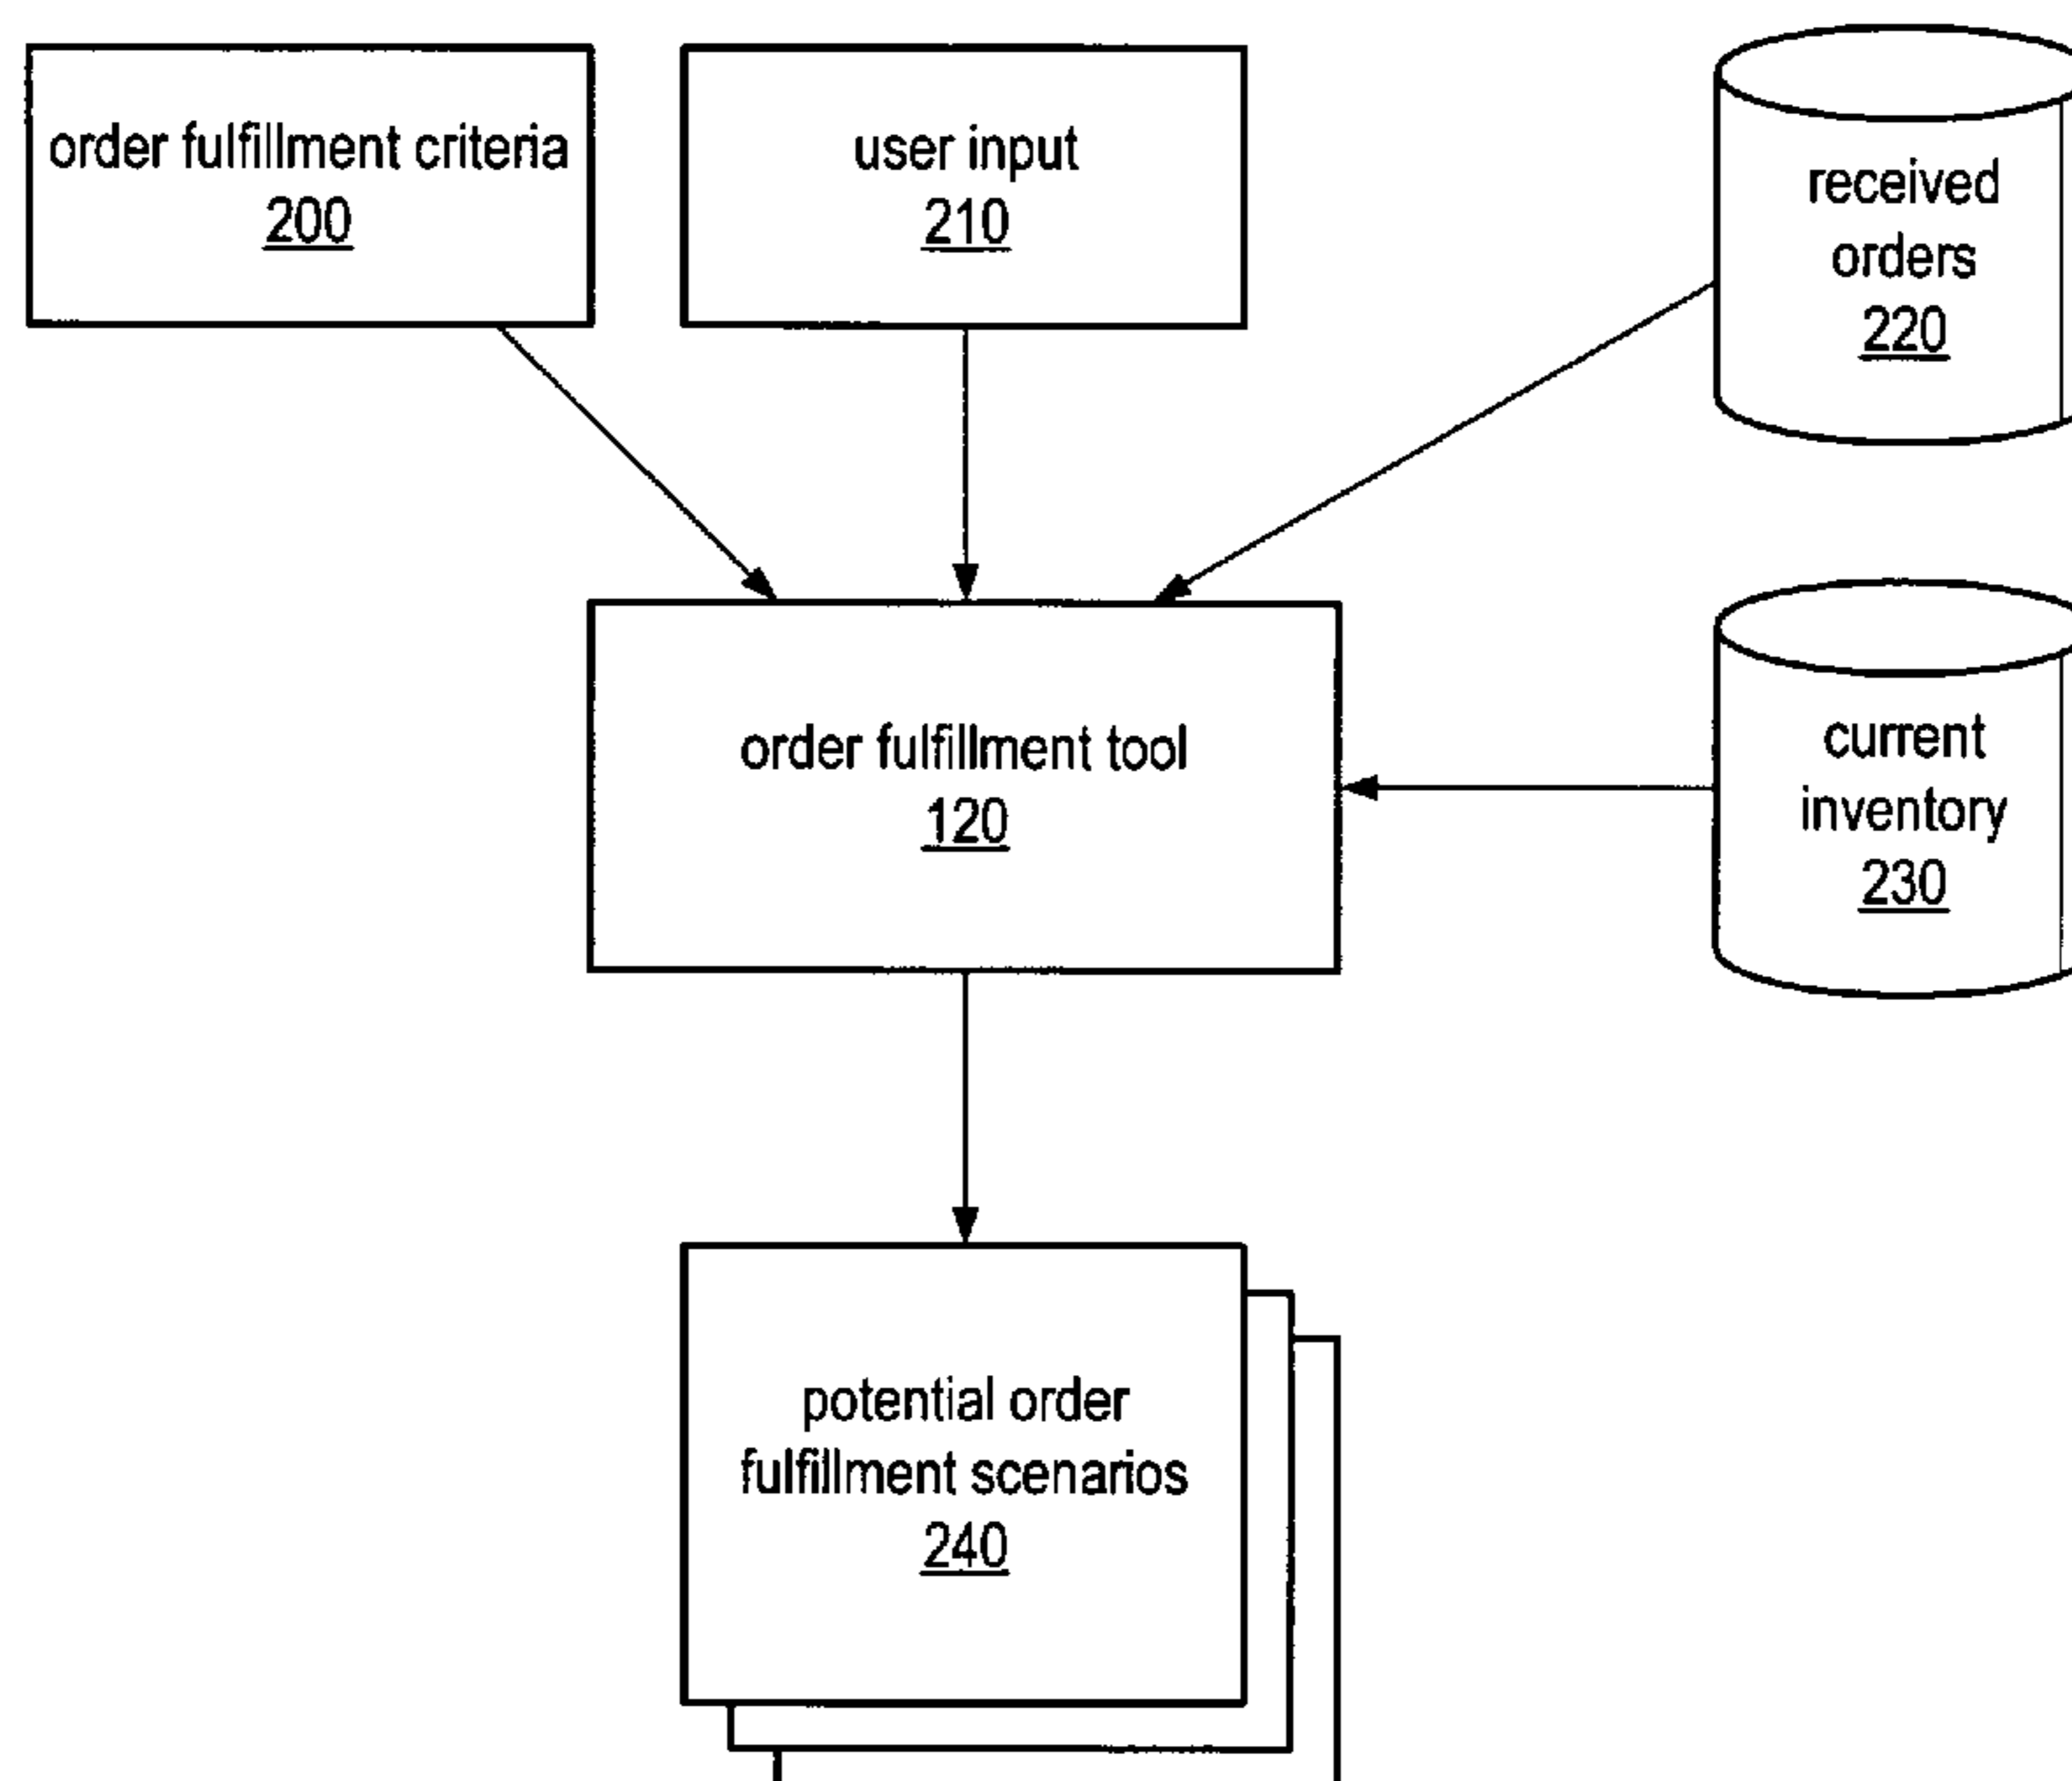 order fulfillment criteria
200
user input
210
received
orders
220
order fulfillment tool
120
current
inventory
230
potential order
fulfillment scenarios
240